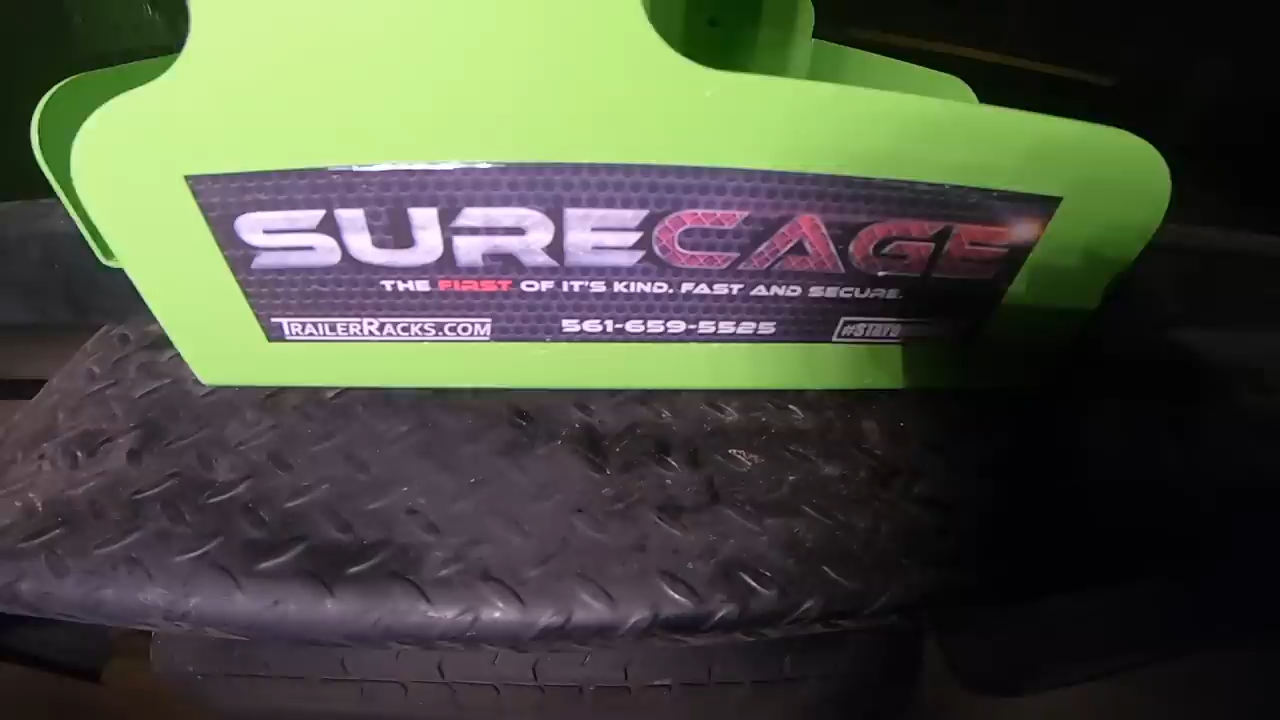 SURECAGE
THE FIRST OF IT'S KIND. FAST AND SECURE.
TRAILERRACKS.COM 561-659-5525